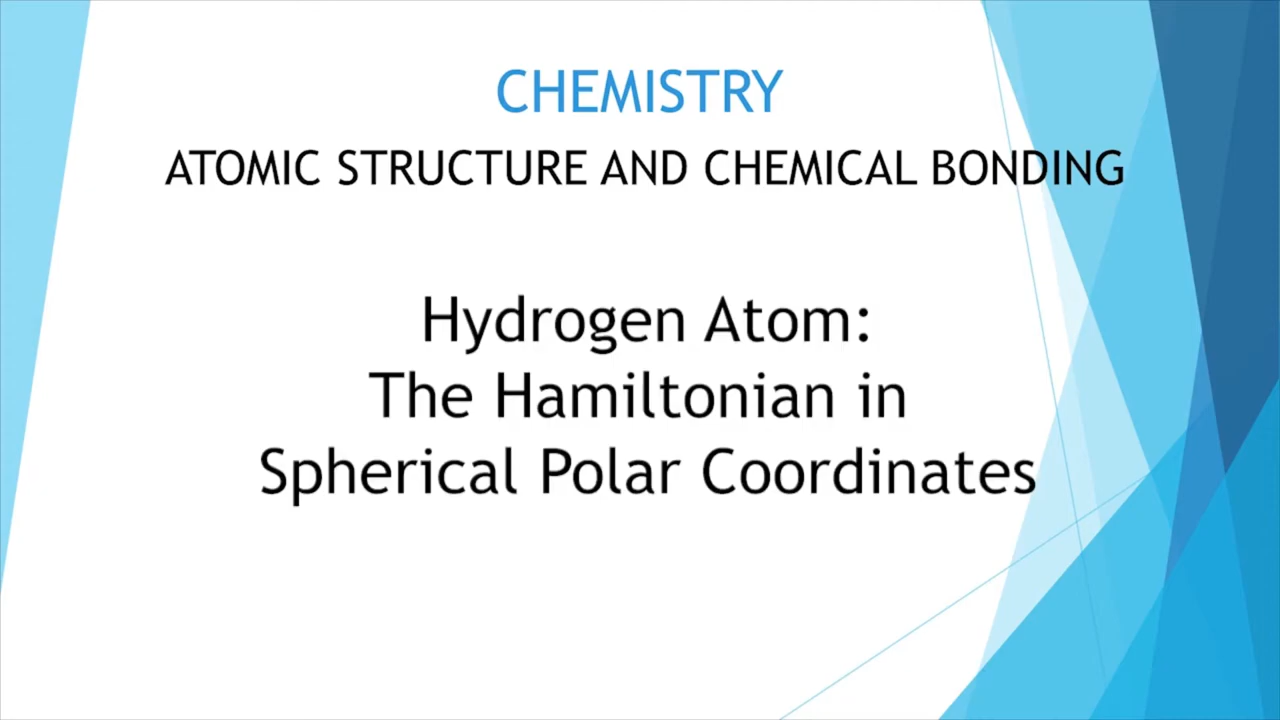 CHEMISTRY
ATOMIC STRUCTURE AND CHEMICAL BONDING
Hydrogen Atom:
The Hamiltonian in
Spherical Polar Coordinates